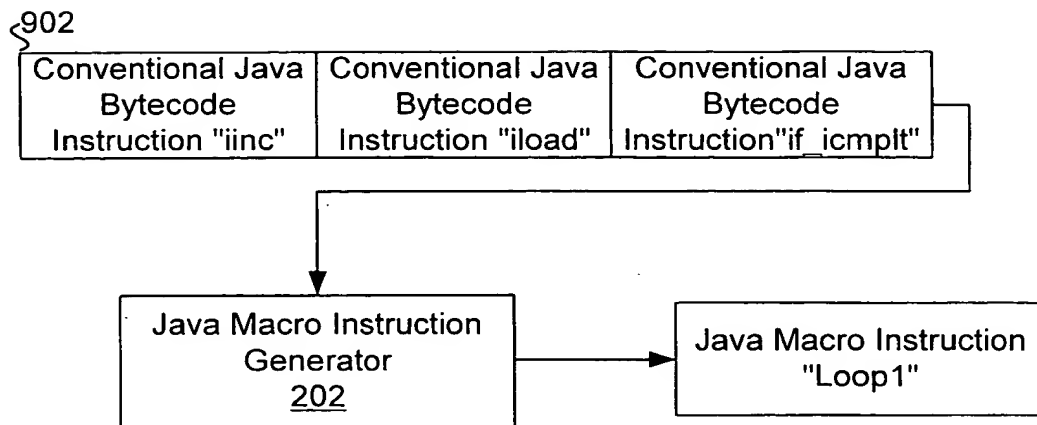 902
Conventional Java
Bytecode
Instruction "iinc"
Conventional Java
Bytecode
Instruction "iload"
Conventional Java
Bytecode
Instruction"if_icmplt"
Java Macro Instruction
Generator
202
Java Macro Instruction
"Loop1"